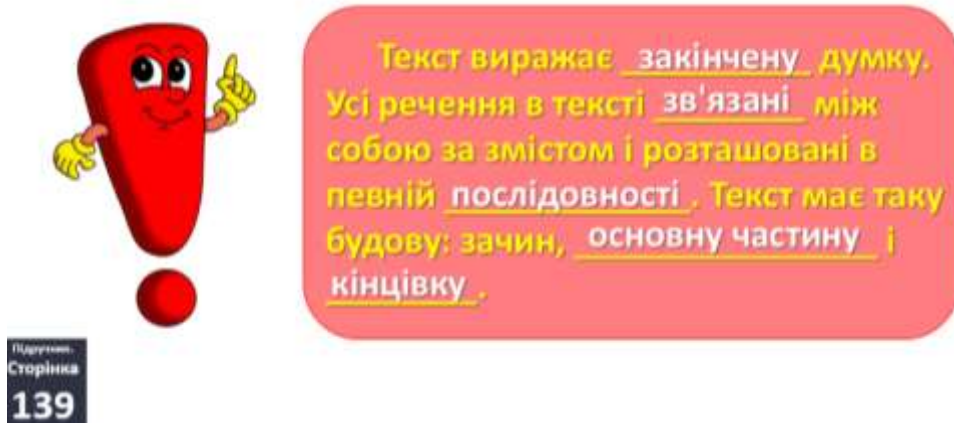 Текст виражає закінчену думку.
Усі речення в тексті зв'язані між
собою за змістом і розташовані в
певній послідовності. Текст має таку
будову: зачин, основну частину і
кінцівку.
Підручник.
Сторінка
139